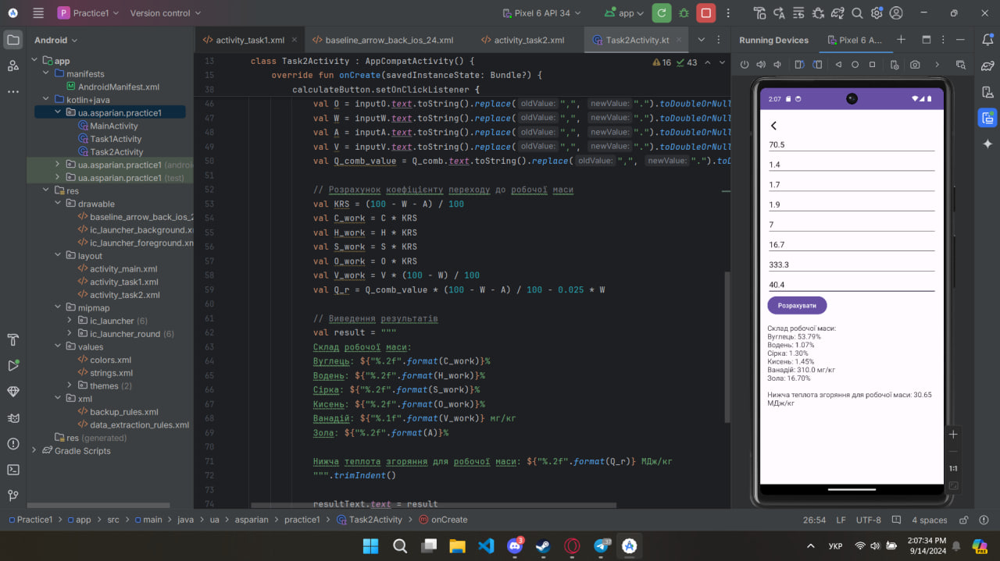 P Practice1
Version control
Pixel 6 API 34
app
Android
activity_task1.xml
baseline_arrow_back_ios_24.xml
activity_task2.xml
Task2Activity.kt
Running Devices
Pixel 6 A...
app
manifests
AndroidManifest.xml
kotlin+java
ua.asparian.practice1
MainActivity
Task1Activity
Task2Activity
ua.asparian.practice1 (androi
ua.asparian.practice1 (test)
res
drawable
baseline_arrow_back_ios_2
ic_launcher_background.xm
ic_launcher_foreground.xm
layout
activity_main.xml
activity_task1.xml
activity_task2.xml
mipmap
ic_launcher (6)
ic_launcher_round (6)
values
colors.xml
strings.xml
themes (2)
xml
backup_rules.xml
data_extraction_rules.xml
res (generated)
Gradle Scripts
16 43
13 class Task2Activity : AppCompatActivity() {
15 override fun onCreate(savedInstanceState: Bundle?) {
38 calculateButton.setOnClickListener {
46 val O = inputO.text.toString().replace( oldValue: ",", newValue: ".").toDoubleOrNull
47 val W = inputW.text.toString().replace( oldValue: ",", newValue: ".").toDoubleOrNull
48 val A = inputA.text.toString().replace( oldValue: ",", newValue: ".").toDoubleOrNull
49 val V = inputV.text.toString().replace( oldValue: ",", newValue: ".").toDoubleOrNull
50 val Q_comb_value = Q_comb.text.toString().replace( oldValue: ",", newValue: ".").toD
51
52 // Розрахунок коефіцієнту переходу до робочої маси
53 val KRS = (100 - W - A) / 100
54 val C_work = C * KRS
55 val H_work = H * KRS
56 val S_work = S * KRS
57 val O_work = O * KRS
58 val V_work = V * (100 - W) / 100
59 val Q_r = Q_comb_value * (100 - W - A) / 100 - 0.025 * W
60
61 // Виведення результатів
62 val result = """
63 Склад робочої маси:
64 Вуглець: ${"%.2f".format(C_work)}%
65 Водень: ${"%.2f".format(H_work)}%
66 Сірка: ${"%.2f".format(S_work)}%
67 Кисень: ${"%.2f".format(O_work)}%
68 Ванадій: ${"%.1f".format(V_work)} мг/кг
69 Зола: ${"%.2f".format(A)}%
70
71 Нижча теплота згоряння для робочої маси: ${"%.2f".format(Q_r)} МДж/кг
72 """.trimIndent()
73
74 resultText.text = result
2:07
70.5
1.4
1.7
1.9
7
16.7
333.3
40.4
Розрахувати
Склад робочої маси:
Вуглець: 53.79%
Водень: 1.07%
Сірка: 1.30%
Кисень: 1.45%
Ванадій: 310.0 мг/кг
Зола: 16.70%
Нижча теплота згоряння для робочої маси: 30.65
МДж/кг
1:1
Practice1 > app > src > main > java > ua > asparian > practice1 > Task2Activity > onCreate
26:54 LF UTF-8 4 spaces
3
УКР
2:07:34 PM
9/14/2024
PRE